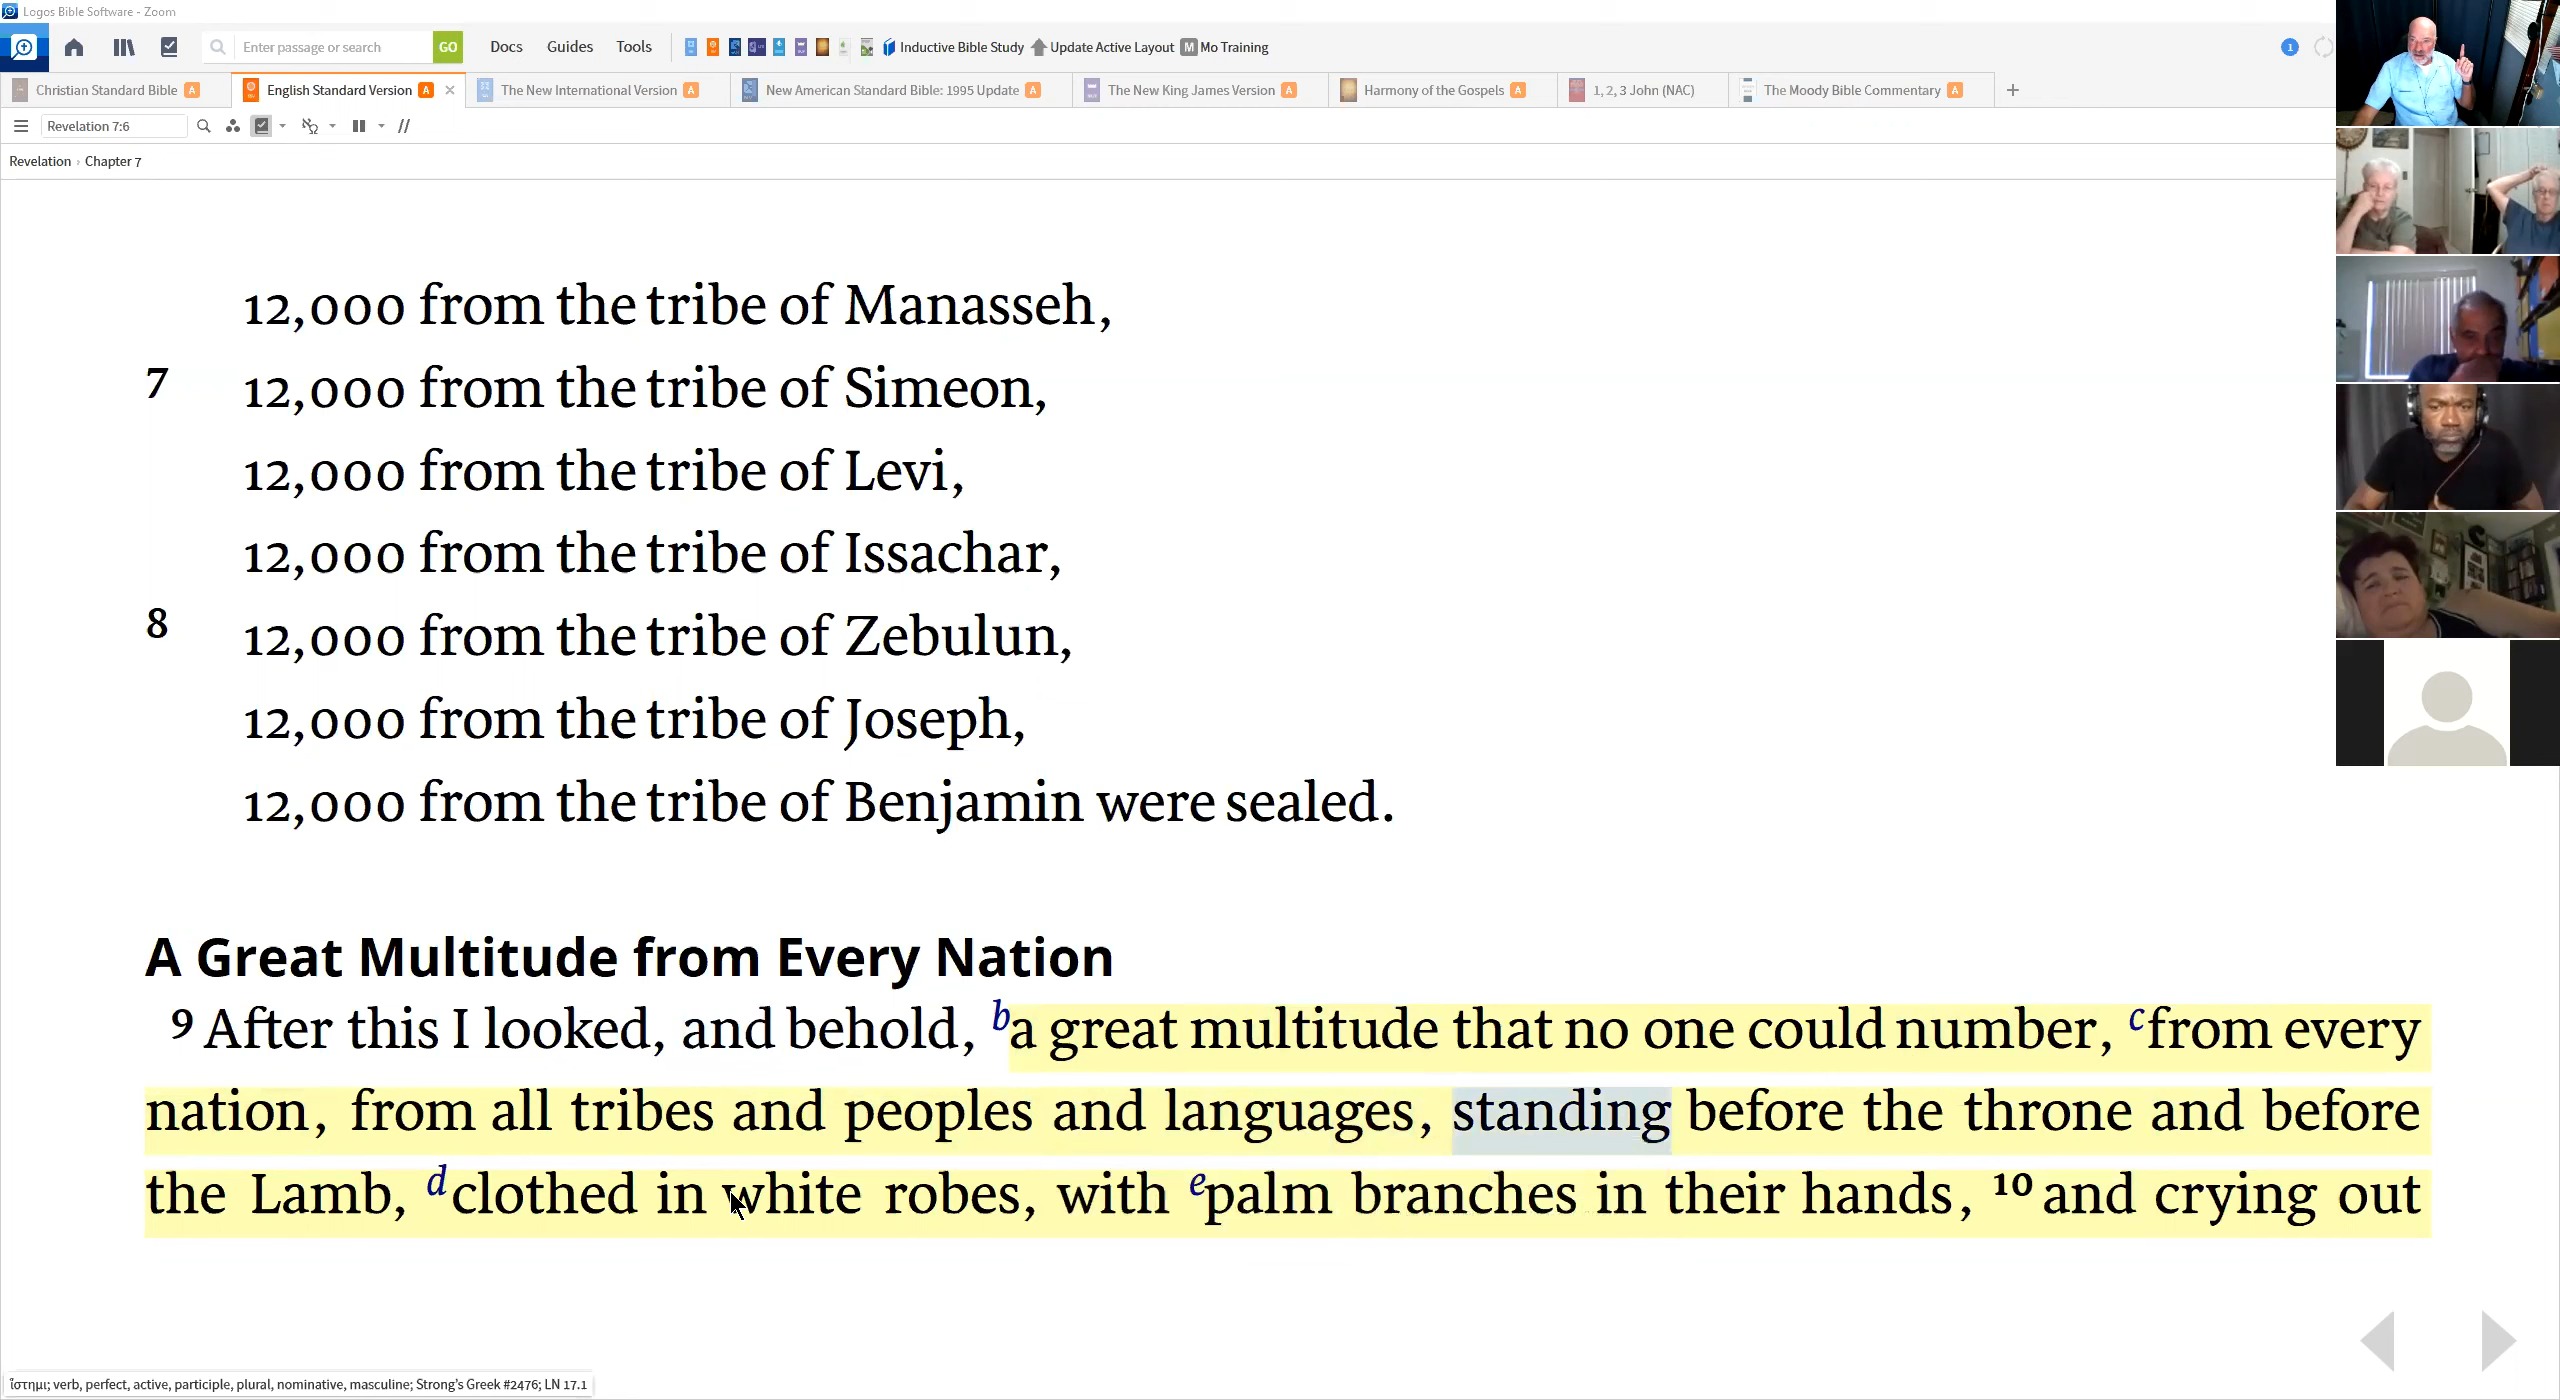 Logos Bible Software - Zoom
Enter passage or search GO Docs Guides Tools Inductive Bible Study Update Active Layout M Mo Training 1
Christian Standard Bible A English Standard Version A The New International Version A New American Standard Bible: 1995 Update A The New King James Version A Harmony of the Gospels A 1, 2, 3 John (NAC) The Moody Bible Commentary A
Revelation 7:6
Revelation › Chapter 7
12,000 from the tribe of Manasseh,
7 12,000 from the tribe of Simeon,
12,000 from the tribe of Levi,
12,000 from the tribe of Issachar,
8 12,000 from the tribe of Zebulun,
12,000 from the tribe of Joseph,
12,000 from the tribe of Benjamin were sealed.
A Great Multitude from Every Nation
9 After this I looked, and behold, b a great multitude that no one could number, c from every
nation, from all tribes and peoples and languages, standing before the throne and before
the Lamb, d clothed in white robes, with e palm branches in their hands, 10 and crying out
ἵστημι; verb, perfect, active, participle, plural, nominative, masculine; Strong's Greek #2476; LN 17.1